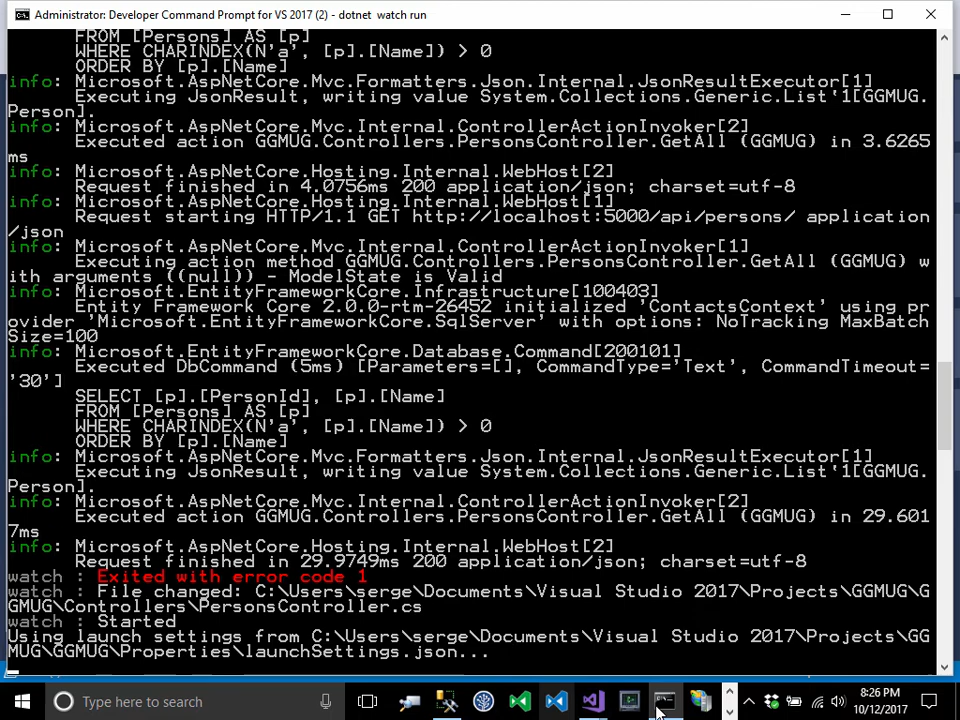 Administrator: Developer Command Prompt for VS 2017 (2) - dotnet  watch run
FROM [Persons] AS [p]
WHERE CHARINDEX(N'a', [p].[Name]) > 0
ORDER BY [p].[Name]
info: Microsoft.AspNetCore.Mvc.Formatters.Json.Internal.JsonResultExecutor[1]
Executing JsonResult, writing value System.Collections.Generic.List`1[GGMUG.
Person].
info: Microsoft.AspNetCore.Mvc.Internal.ControllerActionInvoker[2]
Executed action GGMUG.Controllers.PersonsController.GetAll (GGMUG) in 3.6265
ms
info: Microsoft.AspNetCore.Hosting.Internal.WebHost[2]
Request finished in 4.0756ms 200 application/json; charset=utf-8
info: Microsoft.AspNetCore.Hosting.Internal.WebHost[1]
Request starting HTTP/1.1 GET http://localhost:5000/api/persons/ application
/json
info: Microsoft.AspNetCore.Mvc.Internal.ControllerActionInvoker[1]
Executing action method GGMUG.Controllers.PersonsController.GetAll (GGMUG) w
ith arguments ((null)) - ModelState is Valid
info: Microsoft.EntityFrameworkCore.Infrastructure[100403]
Entity Framework Core 2.0.0-rtm-26452 initialized 'ContactsContext' using pr
ovider 'Microsoft.EntityFrameworkCore.SqlServer' with options: NoTracking MaxBatch
Size=100
info: Microsoft.EntityFrameworkCore.Database.Command[200101]
Executed DbCommand (5ms) [Parameters=[], CommandType='Text', CommandTimeout=
'30']
SELECT [p].[PersonId], [p].[Name]
FROM [Persons] AS [p]
WHERE CHARINDEX(N'a', [p].[Name]) > 0
ORDER BY [p].[Name]
info: Microsoft.AspNetCore.Mvc.Formatters.Json.Internal.JsonResultExecutor[1]
Executing JsonResult, writing value System.Collections.Generic.List`1[GGMUG.
Person].
info: Microsoft.AspNetCore.Mvc.Internal.ControllerActionInvoker[2]
Executed action GGMUG.Controllers.PersonsController.GetAll (GGMUG) in 29.601
7ms
info: Microsoft.AspNetCore.Hosting.Internal.WebHost[2]
Request finished in 29.9749ms 200 application/json; charset=utf-8
watch : Exited with error code 1
watch : File changed: C:\Users\serge\Documents\Visual Studio 2017\Projects\GGMUG\G
GMUG\Controllers\PersonsController.cs
watch : Started
Using launch settings from C:\Users\serge\Documents\Visual Studio 2017\Projects\GG
MUG\GGMUG\Properties\launchSettings.json...
Type here to search
8:26 PM
10/12/2017